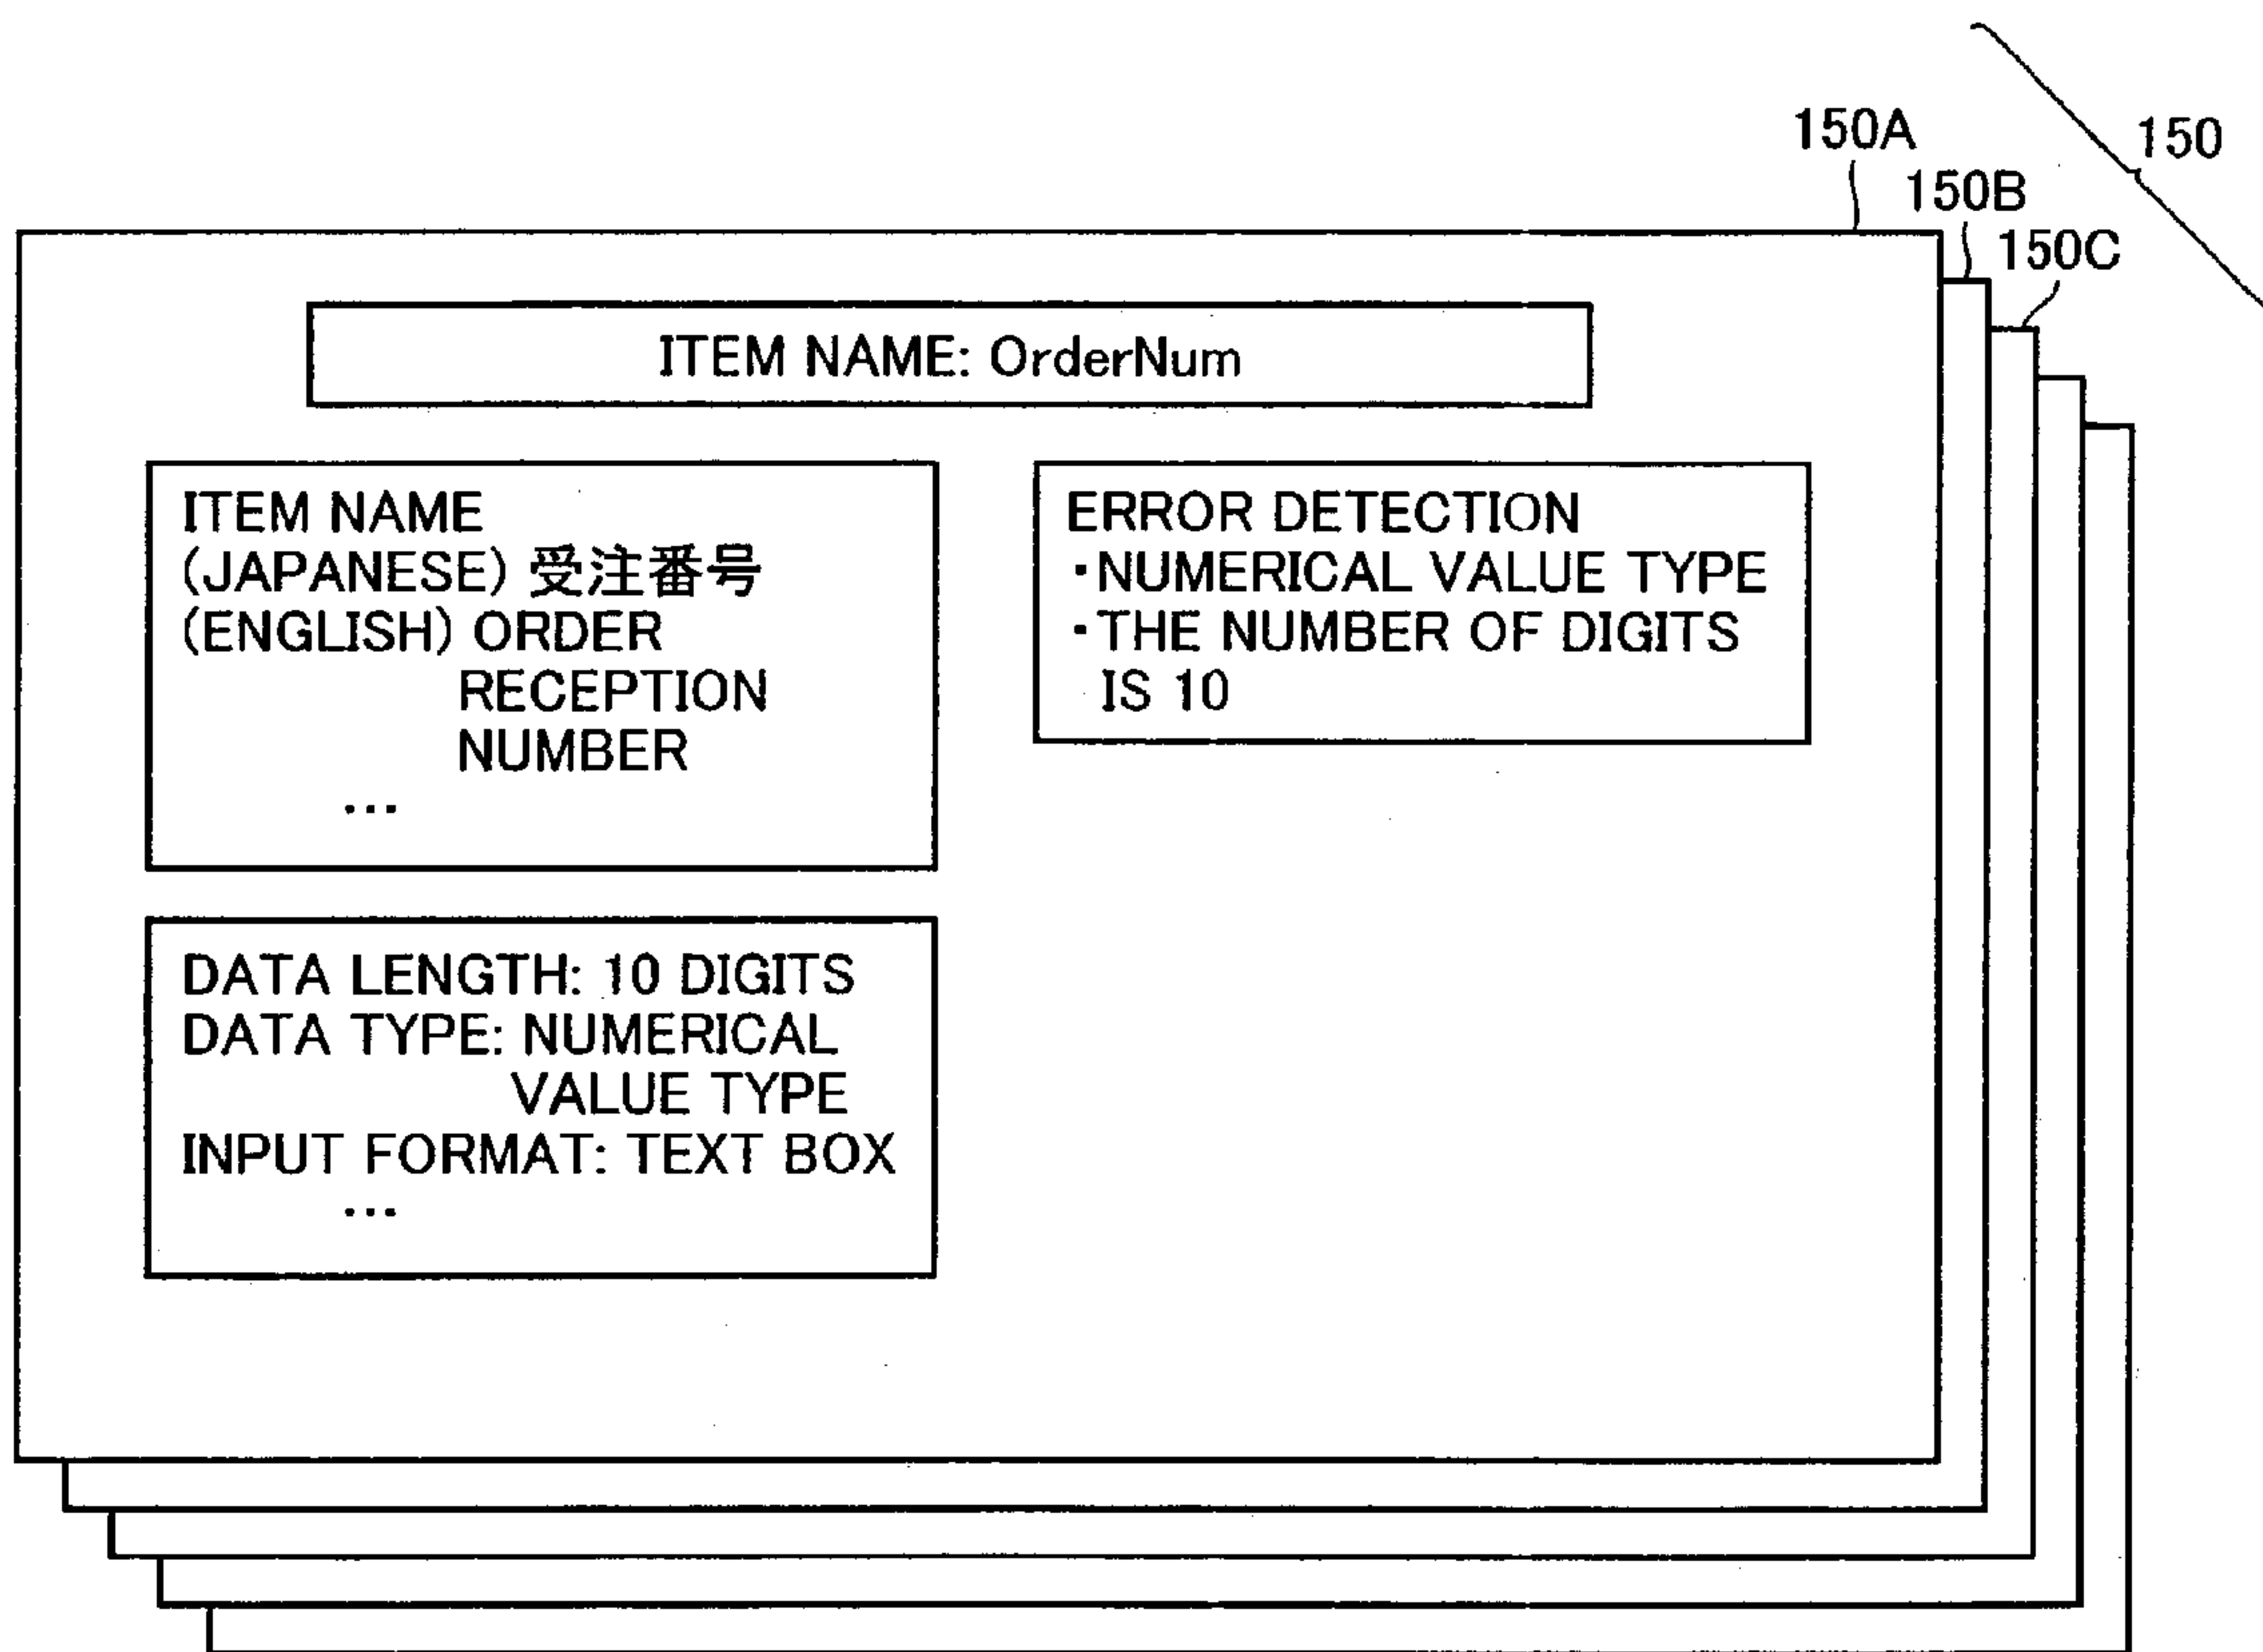 150
150A
150B
150C
ITEM NAME: OrderNum
ITEM NAME
(JAPANESE) 受注番号
(ENGLISH) ORDER
RECEPTION
NUMBER
...
ERROR DETECTION
・NUMERICAL VALUE TYPE
・THE NUMBER OF DIGITS
IS 10
DATA LENGTH: 10 DIGITS
DATA TYPE: NUMERICAL
VALUE TYPE
INPUT FORMAT: TEXT BOX
...